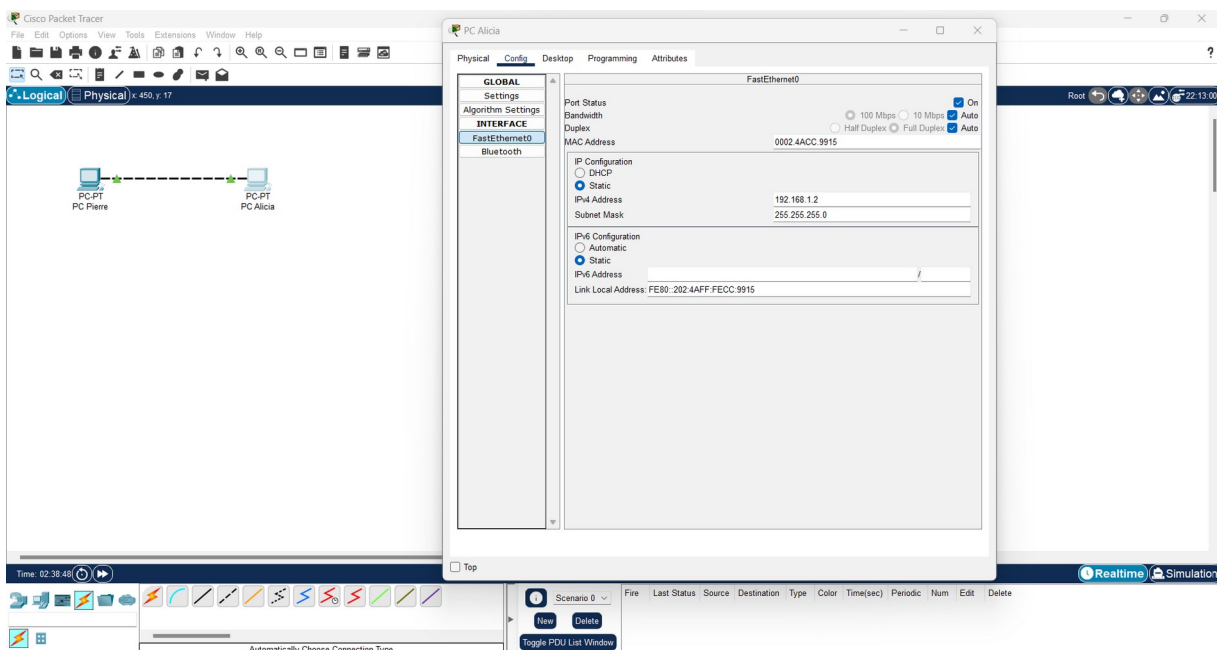 Cisco Packet Tracer
File Edit Options View Tools Extensions Window Help
?
Logical Physical x: 450, y: 17
Root 22:13:00
PC-PT
PC Pierre
PC-PT
PC Alicia
PC Alicia
Physical Config Desktop Programming Attributes
GLOBAL
Settings
Algorithm Settings
INTERFACE
FastEthernet0
Bluetooth
FastEthernet0
Port Status On
Bandwidth 100 Mbps 10 Mbps Auto
Duplex Half Duplex Full Duplex Auto
MAC Address 0002.4ACC.9915
IP Configuration
DHCP
Static
IPv4 Address 192.168.1.2
Subnet Mask 255.255.255.0
IPv6 Configuration
Automatic
Static
IPv6 Address /
Link Local Address: FE80::202:4AFF:FECC:9915
Top
Time: 02:38:48
Realtime Simulation
Scenario 0
New Delete
Toggle PDU List Window
Fire Last Status Source Destination Type Color Time(sec) Periodic Num Edit Delete
Automatically Choose Connection Type